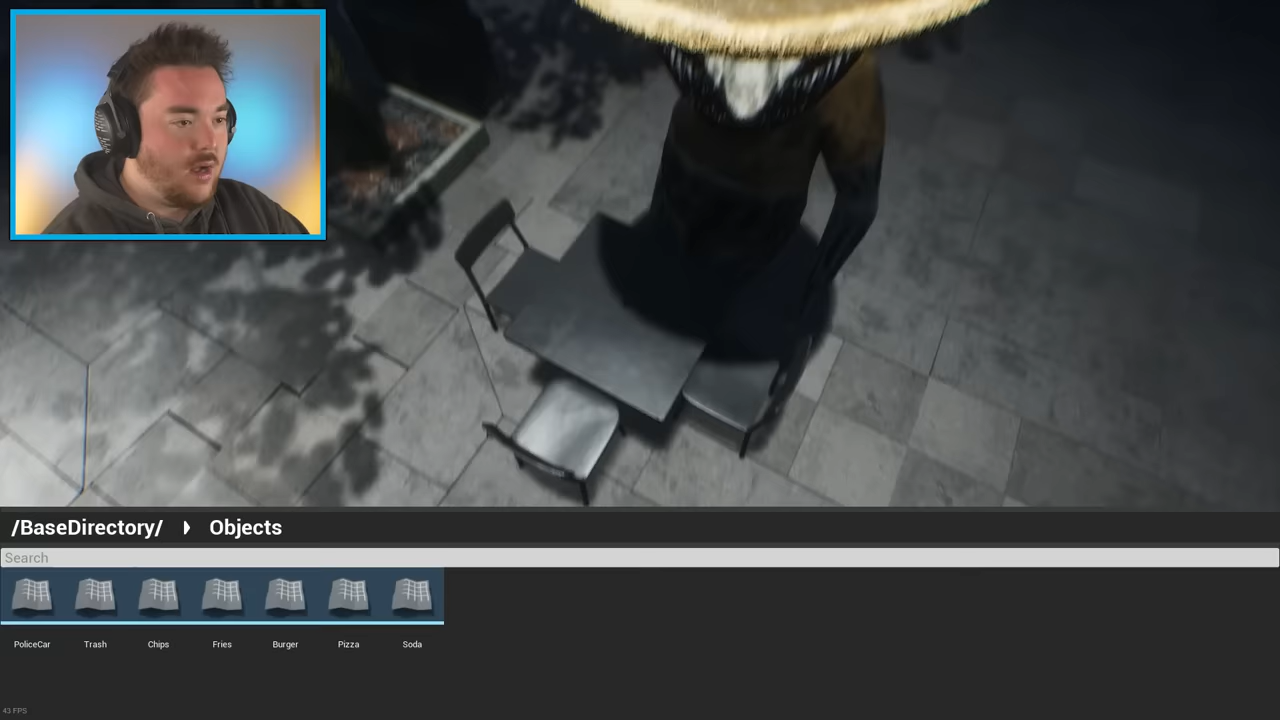 /BaseDirectory/ Objects
Search
PoliceCar Trash Chips Fries Burger Pizza Soda
43 FPS